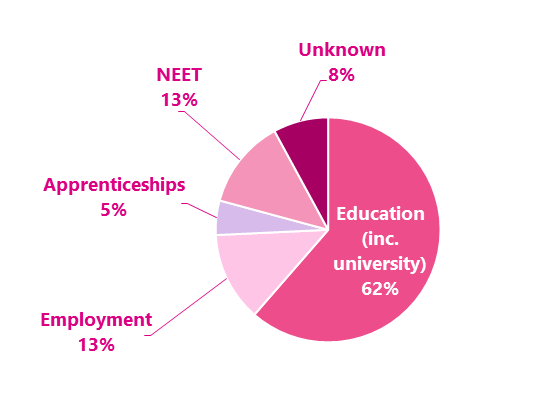 Unknown
8%
NEET
13%
Apprenticeships
5%
Education
(inc.
university)
62%
Employment
13%